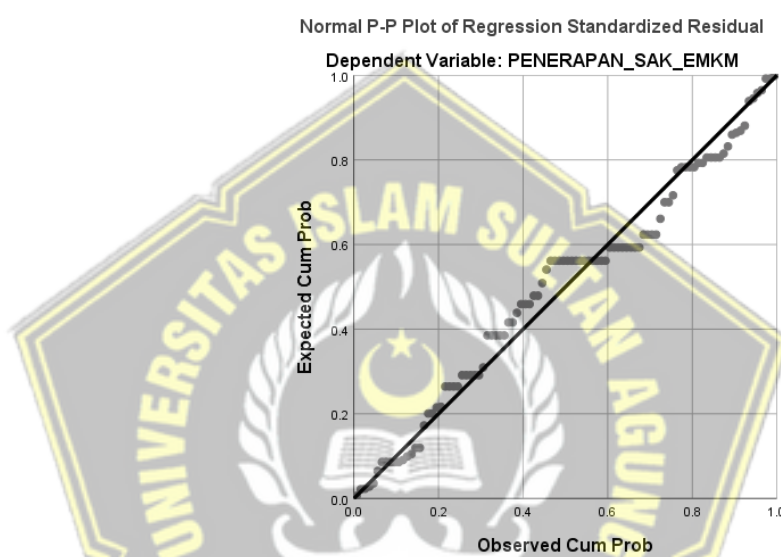 Normal P-P Plot of Regression Standardized Residual
Dependent Variable: PENERAPAN_SAK_EMKM
1.0
0.8
0.6
0.4
0.2
0.0
Expected Cum Prob
0.0 0.2 0.4 0.6 0.8 1.0
Observed Cum Prob
UNIVERSITAS ISLAM SULTAN AGUNG